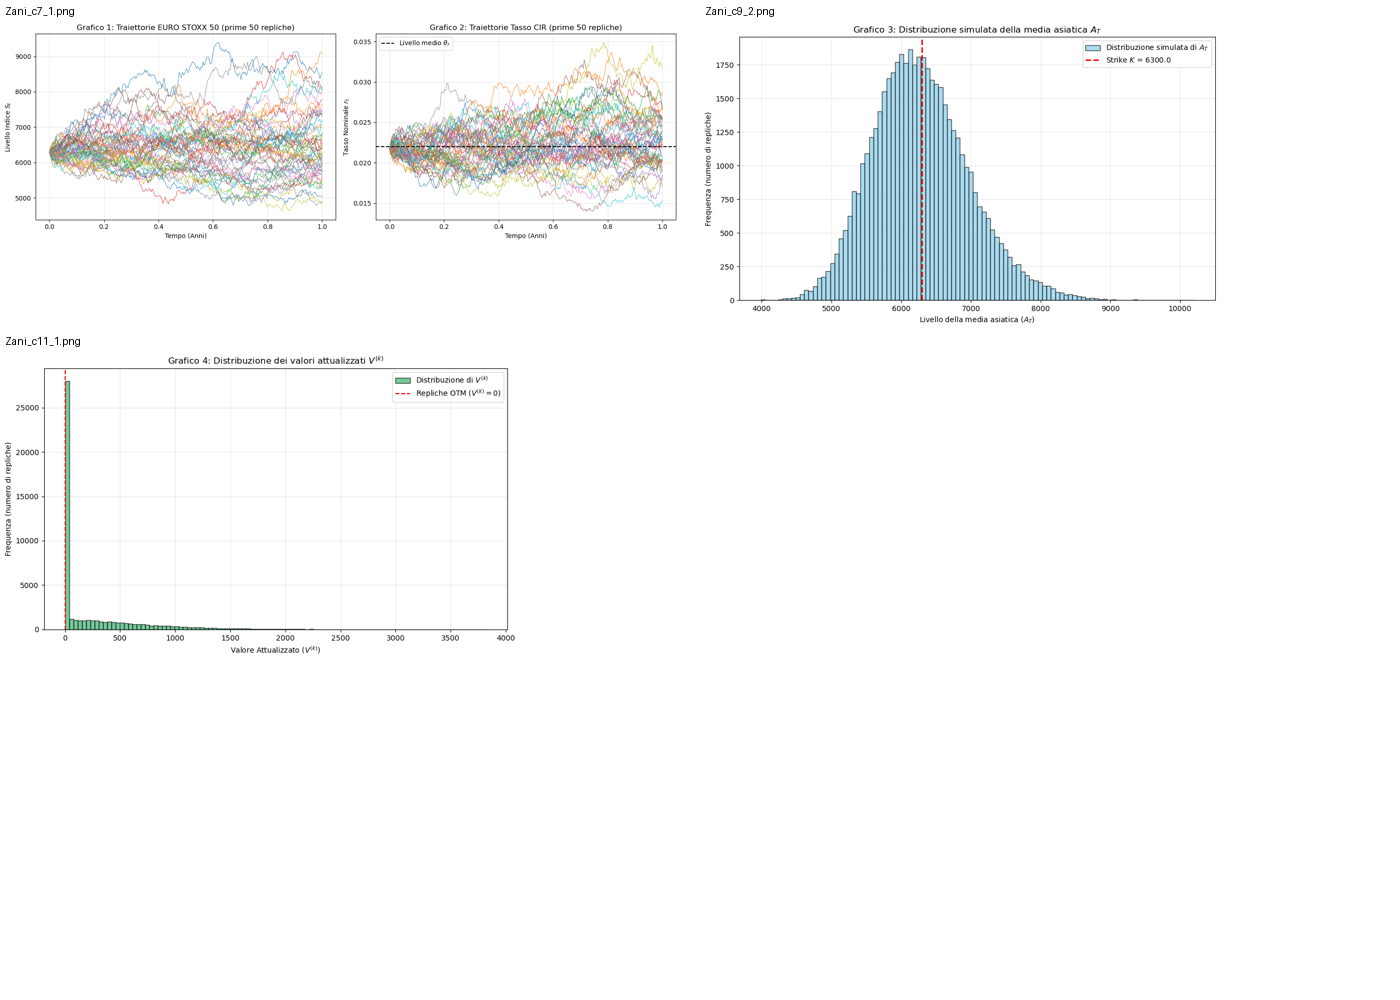 Zani_c7_1.png
Grafico 1: Traiettorie EURO STOXX 50 (prime 50 repliche)
9000
8000
7000
6000
5000
Livello Indice S_t
0.0 0.2 0.4 0.6 0.8 1.0
Tempo (Anni)
Grafico 2: Traiettorie Tasso CIR (prime 50 repliche)
Livello medio θ_r
0.035
0.030
0.025
0.020
0.015
Tasso Nominale r_t
0.0 0.2 0.4 0.6 0.8 1.0
Tempo (Anni)
Zani_c9_2.png
Grafico 3: Distribuzione simulata della media asiatica A_T
Distribuzione simulata di A_T
Strike K = 6300.0
1750
1500
1250
1000
750
500
250
0
Frequenza (numero di repliche)
4000 5000 6000 7000 8000 9000 10000
Livello della media asiatica (A_T)
Zani_c11_1.png
Grafico 4: Distribuzione dei valori attualizzati V^(k)
Distribuzione di V^(k)
Repliche OTM (V^(k) = 0)
25000
20000
15000
10000
5000
0
Frequenza (numero di repliche)
0 500 1000 1500 2000 2500 3000 3500 4000
Valore Attualizzato (V^(k))